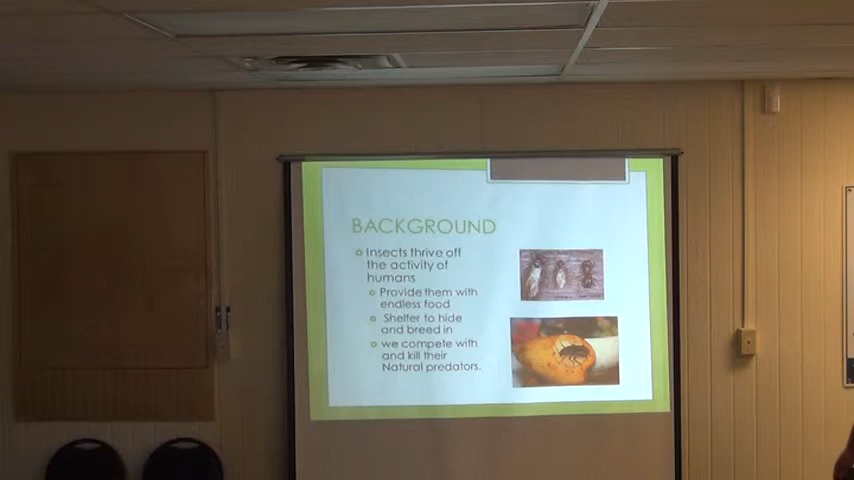 BACKGROUND
Insects thrive off
the activity of
humans
Provide them with
endless food
Shelter to hide
and breed in
we compete with
and kill their
Natural predators.